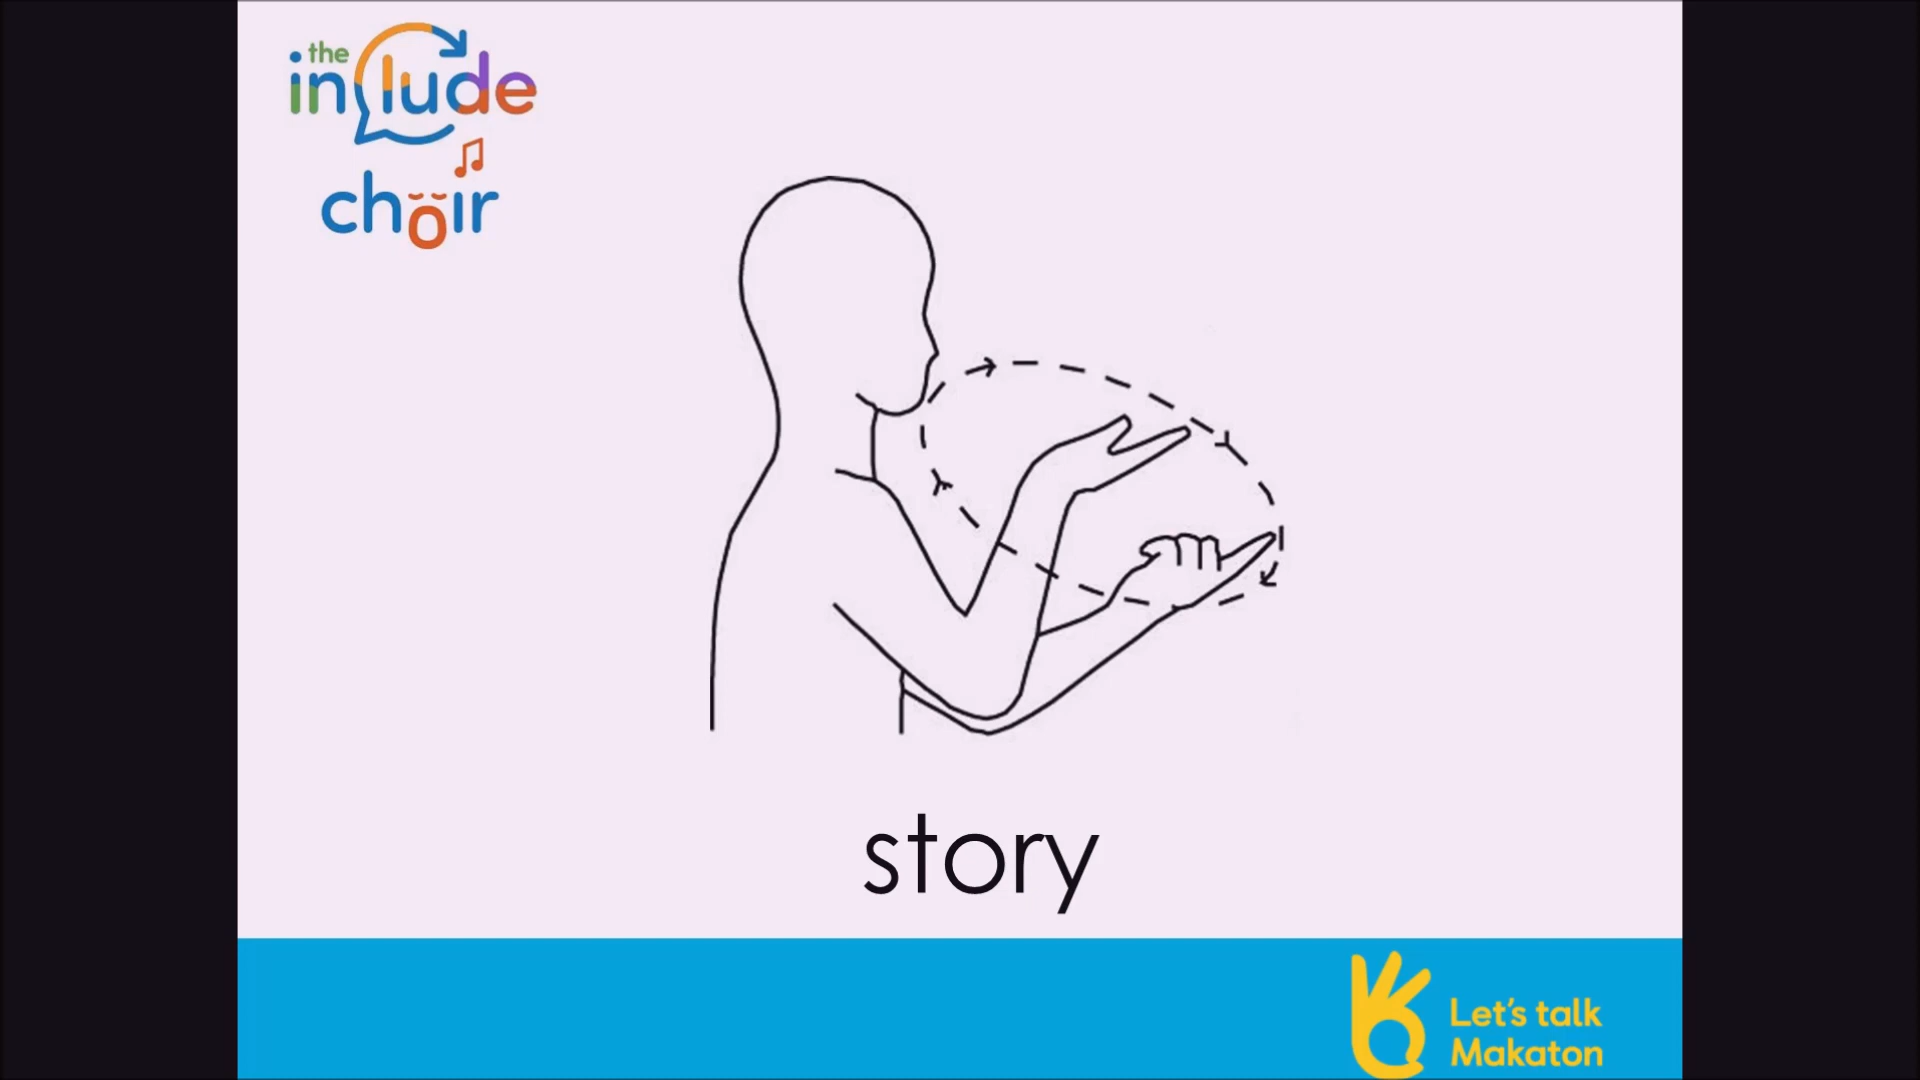 the
include
choir
story
Let's talk
Makaton